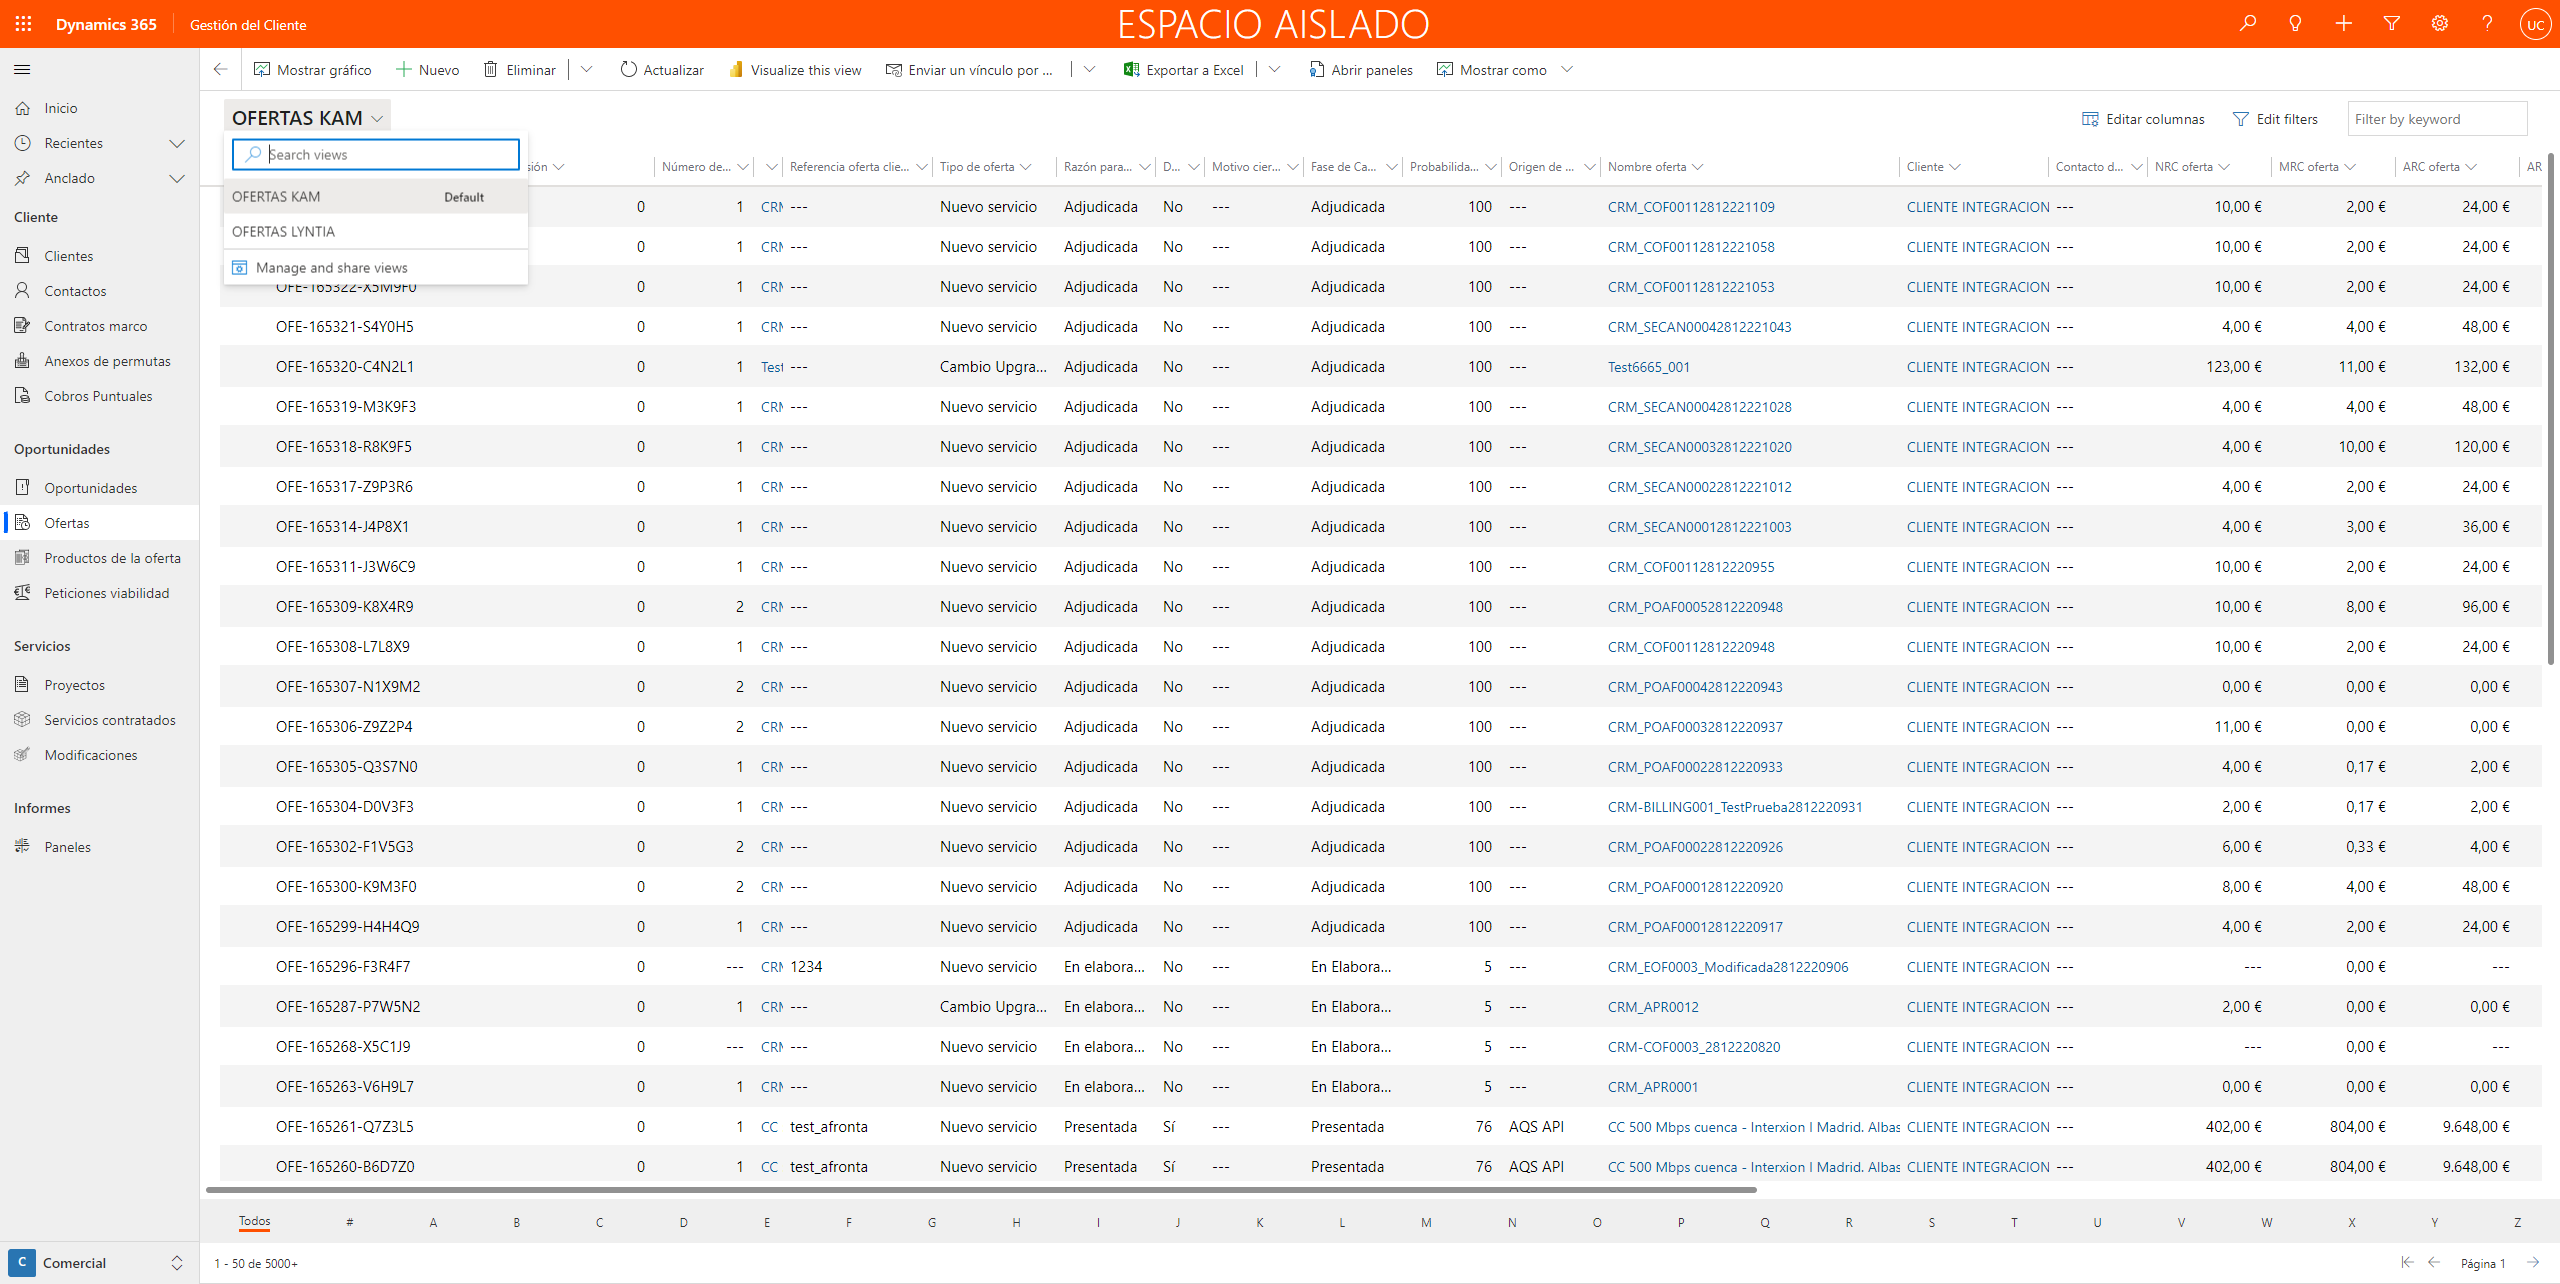 Dynamics 365 Gestión del Cliente ESPACIO AISLADO UC
Mostrar gráfico Nuevo Eliminar Actualizar Visualize this view Enviar un vínculo por ... Exportar a Excel Abrir paneles Mostrar como
Inicio
Recientes
Anclado
Cliente
Clientes
Contactos
Contratos marco
Anexos de permutas
Cobros Puntuales
Oportunidades
Oportunidades
Ofertas
Productos de la oferta
Peticiones viabilidad
Servicios
Proyectos
Servicios contratados
Modificaciones
Informes
Paneles
C Comercial
OFERTAS KAM Editar columnas Edit filters Filter by keyword
Search views
OFERTAS KAM Default
OFERTAS LYNTIA
Manage and share views
sión Número de... Referencia oferta clie... Tipo de oferta Razón para... D... Motivo cier... Fase de Ca... Probabilida... Origen de ... Nombre oferta Cliente Contacto d... NRC oferta MRC oferta ARC oferta AR
0 1 CRM --- Nuevo servicio Adjudicada No --- Adjudicada 100 --- CRM_COF00112812221109 CLIENTE INTEGRACION --- 10,00 € 2,00 € 24,00 €
0 1 CRM --- Nuevo servicio Adjudicada No --- Adjudicada 100 --- CRM_COF00112812221058 CLIENTE INTEGRACION --- 10,00 € 2,00 € 24,00 €
OFE-165322-X5M9F0 0 1 CRM --- Nuevo servicio Adjudicada No --- Adjudicada 100 --- CRM_COF00112812221053 CLIENTE INTEGRACION --- 10,00 € 2,00 € 24,00 €
OFE-165321-S4Y0H5 0 1 CRM --- Nuevo servicio Adjudicada No --- Adjudicada 100 --- CRM_SECAN00042812221043 CLIENTE INTEGRACION --- 4,00 € 4,00 € 48,00 €
OFE-165320-C4N2L1 0 1 Test --- Cambio Upgra... Adjudicada No --- Adjudicada 100 --- Test6665_001 CLIENTE INTEGRACION --- 123,00 € 11,00 € 132,00 €
OFE-165319-M3K9F3 0 1 CRM --- Nuevo servicio Adjudicada No --- Adjudicada 100 --- CRM_SECAN00042812221028 CLIENTE INTEGRACION --- 4,00 € 4,00 € 48,00 €
OFE-165318-R8K9F5 0 1 CRM --- Nuevo servicio Adjudicada No --- Adjudicada 100 --- CRM_SECAN00032812221020 CLIENTE INTEGRACION --- 4,00 € 10,00 € 120,00 €
OFE-165317-Z9P3R6 0 1 CRM --- Nuevo servicio Adjudicada No --- Adjudicada 100 --- CRM_SECAN00022812221012 CLIENTE INTEGRACION --- 4,00 € 2,00 € 24,00 €
OFE-165314-J4P8X1 0 1 CRM --- Nuevo servicio Adjudicada No --- Adjudicada 100 --- CRM_SECAN00012812221003 CLIENTE INTEGRACION --- 4,00 € 3,00 € 36,00 €
OFE-165311-J3W6C9 0 1 CRM --- Nuevo servicio Adjudicada No --- Adjudicada 100 --- CRM_COF00112812220955 CLIENTE INTEGRACION --- 10,00 € 2,00 € 24,00 €
OFE-165309-K8X4R9 0 2 CRM --- Nuevo servicio Adjudicada No --- Adjudicada 100 --- CRM_POAF00052812220948 CLIENTE INTEGRACION --- 10,00 € 8,00 € 96,00 €
OFE-165308-L7L8X9 0 1 CRM --- Nuevo servicio Adjudicada No --- Adjudicada 100 --- CRM_COF00112812220948 CLIENTE INTEGRACION --- 10,00 € 2,00 € 24,00 €
OFE-165307-N1X9M2 0 2 CRM --- Nuevo servicio Adjudicada No --- Adjudicada 100 --- CRM_POAF00042812220943 CLIENTE INTEGRACION --- 0,00 € 0,00 € 0,00 €
OFE-165306-Z9Z2P4 0 2 CRM --- Nuevo servicio Adjudicada No --- Adjudicada 100 --- CRM_POAF00032812220937 CLIENTE INTEGRACION --- 11,00 € 0,00 € 0,00 €
OFE-165305-Q3S7N0 0 1 CRM --- Nuevo servicio Adjudicada No --- Adjudicada 100 --- CRM_POAF00022812220933 CLIENTE INTEGRACION --- 4,00 € 0,17 € 2,00 €
OFE-165304-D0V3F3 0 1 CRM --- Nuevo servicio Adjudicada No --- Adjudicada 100 --- CRM-BILLING001_TestPrueba2812220931 CLIENTE INTEGRACION --- 2,00 € 0,17 € 2,00 €
OFE-165302-F1V5G3 0 2 CRM --- Nuevo servicio Adjudicada No --- Adjudicada 100 --- CRM_POAF00022812220926 CLIENTE INTEGRACION --- 6,00 € 0,33 € 4,00 €
OFE-165300-K9M3F0 0 2 CRM --- Nuevo servicio Adjudicada No --- Adjudicada 100 --- CRM_POAF00012812220920 CLIENTE INTEGRACION --- 8,00 € 4,00 € 48,00 €
OFE-165299-H4H4Q9 0 1 CRM --- Nuevo servicio Adjudicada No --- Adjudicada 100 --- CRM_POAF00012812220917 CLIENTE INTEGRACION --- 4,00 € 2,00 € 24,00 €
OFE-165296-F3R4F7 0 --- CRM 1234 Nuevo servicio En elabora... No --- En Elabora... 5 --- CRM_EOF0003_Modificada2812220906 CLIENTE INTEGRACION --- --- 0,00 € ---
OFE-165287-P7W5N2 0 1 CRM --- Cambio Upgra... En elabora... No --- En Elabora... 5 --- CRM_APR0012 CLIENTE INTEGRACION --- 2,00 € 0,00 € 0,00 €
OFE-165268-X5C1J9 0 --- CRM --- Nuevo servicio En elabora... No --- En Elabora... 5 --- CRM-COF0003_2812220820 CLIENTE INTEGRACION --- --- 0,00 € ---
OFE-165263-V6H9L7 0 1 CRM --- Nuevo servicio En elabora... No --- En Elabora... 5 --- CRM_APR0001 CLIENTE INTEGRACION --- 0,00 € 0,00 € 0,00 €
OFE-165261-Q7Z3L5 0 1 CC test_afronta Nuevo servicio Presentada Sí --- Presentada 76 AQS API CC 500 Mbps cuenca - Interxion I Madrid. Albas CLIENTE INTEGRACION --- 402,00 € 804,00 € 9.648,00 €
OFE-165260-B6D7Z0 0 1 CC test_afronta Nuevo servicio Presentada Sí --- Presentada 76 AQS API CC 500 Mbps cuenca - Interxion I Madrid. Albas CLIENTE INTEGRACION --- 402,00 € 804,00 € 9.648,00 €
Todos # A B C D E F G H I J K L M N O P Q R S T U V W X Y Z
1 - 50 de 5000+ Página 1